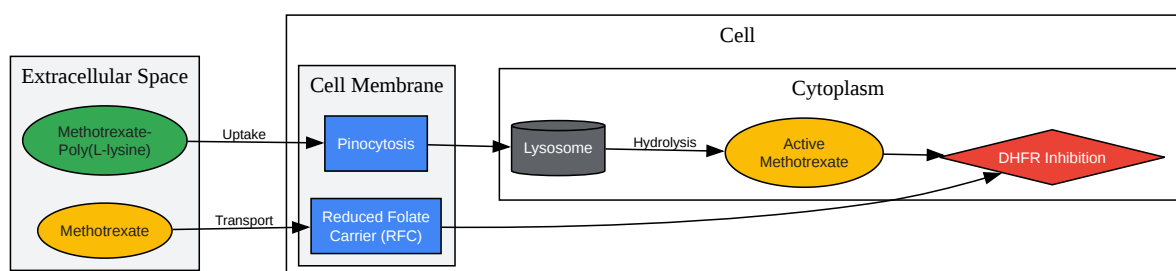 Cell
Extracellular Space
Cell Membrane
Cytoplasm
Methotrexate-
Poly(L-lysine)
Uptake
Pinocytosis
Lysosome
Hydrolysis
Active
Methotrexate
DHFR Inhibition
Methotrexate
Transport
Reduced Folate
Carrier (RFC)